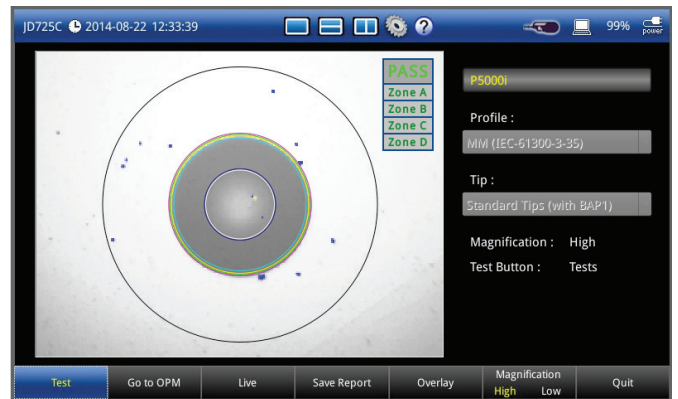 JD725C 2014-08-22 12:33:39 ? 99% power
PASS
Zone A
Zone B
Zone C
Zone D
P5000i
Profile :
MM (IEC-61300-3-35)
Tip :
Standard Tips (with BAP1)
Magnification : High
Test Button : Tests
Test Go to OPM Live Save Report Overlay Magnification High Low Quit